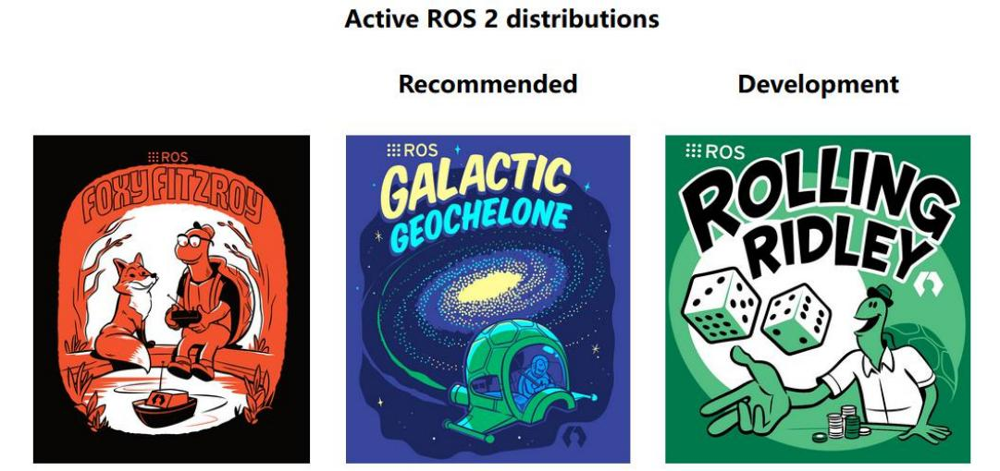 Active ROS 2 distributions
Recommended
Development
ROS
FOXY FITZROY
ROS
GALACTIC
GEOCHELONE
ROS
ROLLING
RIDLEY